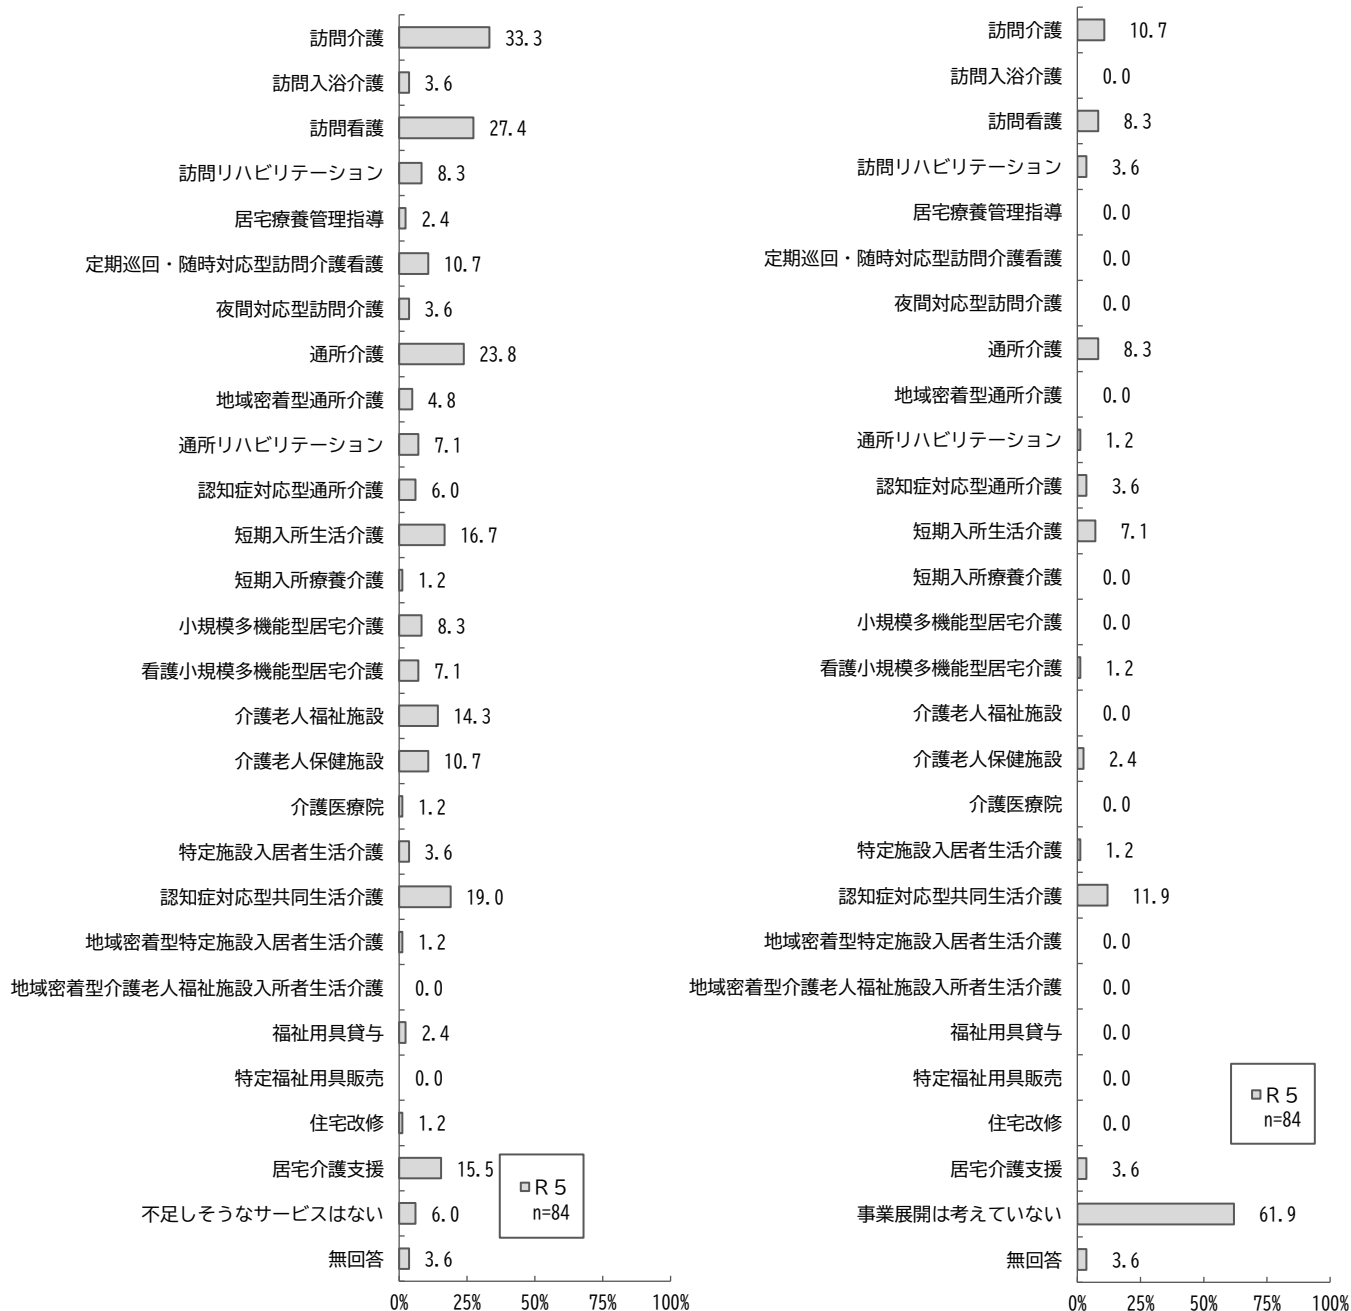 訪問介護 33.3
訪問入浴介護 3.6
訪問看護 27.4
訪問リハビリテーション 8.3
居宅療養管理指導 2.4
定期巡回・随時対応型訪問介護看護 10.7
夜間対応型訪問介護 3.6
通所介護 23.8
地域密着型通所介護 4.8
通所リハビリテーション 7.1
認知症対応型通所介護 6.0
短期入所生活介護 16.7
短期入所療養介護 1.2
小規模多機能型居宅介護 8.3
看護小規模多機能型居宅介護 7.1
介護老人福祉施設 14.3
介護老人保健施設 10.7
介護医療院 1.2
特定施設入居者生活介護 3.6
認知症対応型共同生活介護 19.0
地域密着型特定施設入居者生活介護 1.2
地域密着型介護老人福祉施設入所者生活介護 0.0
福祉用具貸与 2.4
特定福祉用具販売 0.0
住宅改修 1.2
居宅介護支援 15.5
不足しそうなサービスはない 6.0
無回答 3.6
0% 25% 50% 75% 100%
R5
n=84
訪問介護 10.7
訪問入浴介護 0.0
訪問看護 8.3
訪問リハビリテーション 3.6
居宅療養管理指導 0.0
定期巡回・随時対応型訪問介護看護 0.0
夜間対応型訪問介護 0.0
通所介護 8.3
地域密着型通所介護 0.0
通所リハビリテーション 1.2
認知症対応型通所介護 3.6
短期入所生活介護 7.1
短期入所療養介護 0.0
小規模多機能型居宅介護 0.0
看護小規模多機能型居宅介護 1.2
介護老人福祉施設 0.0
介護老人保健施設 2.4
介護医療院 0.0
特定施設入居者生活介護 1.2
認知症対応型共同生活介護 11.9
地域密着型特定施設入居者生活介護 0.0
地域密着型介護老人福祉施設入所者生活介護 0.0
福祉用具貸与 0.0
特定福祉用具販売 0.0
住宅改修 0.0
居宅介護支援 3.6
事業展開は考えていない 61.9
無回答 3.6
0% 25% 50% 75% 100%
R5
n=84